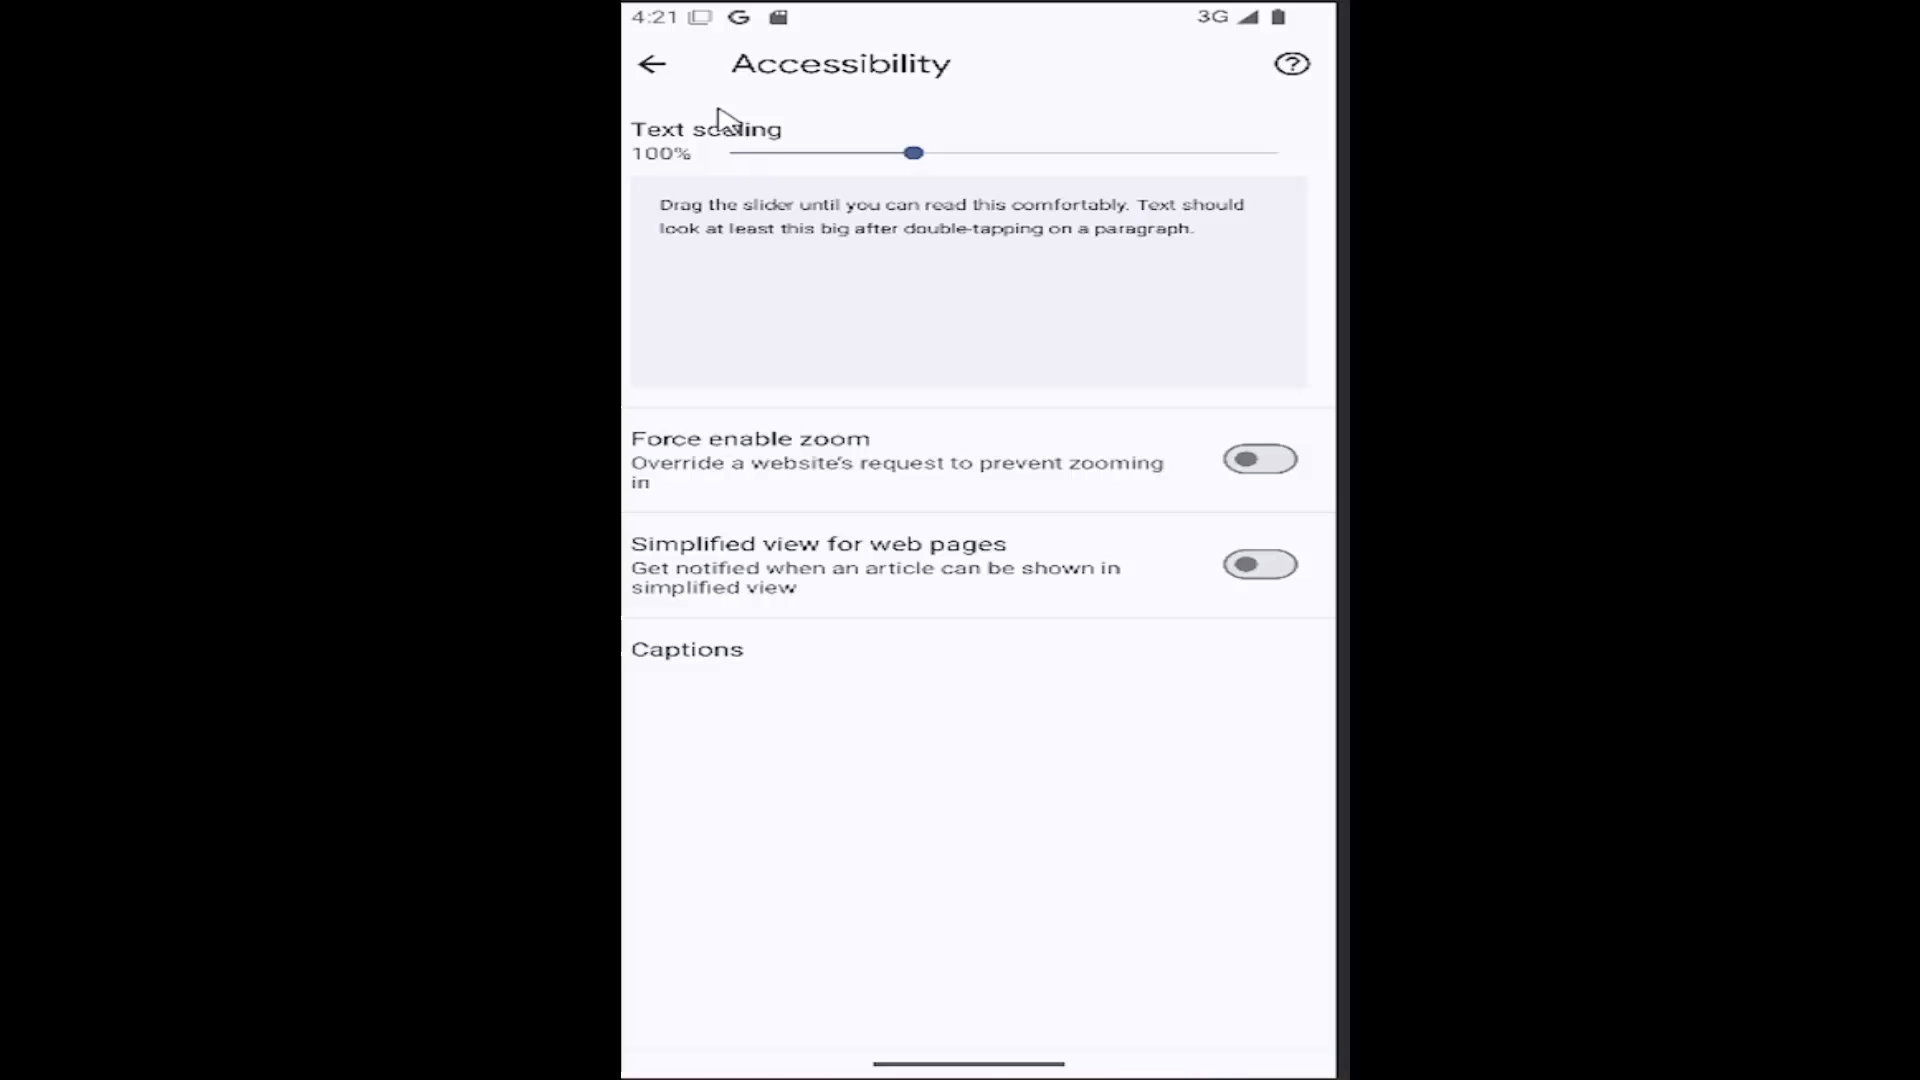 4:21 G 3G
Accessibility
Text scaling
100%
Drag the slider until you can read this comfortably. Text should
look at least this big after double-tapping on a paragraph.
Force enable zoom
Override a website's request to prevent zooming
in
Simplified view for web pages
Get notified when an article can be shown in
simplified view
Captions